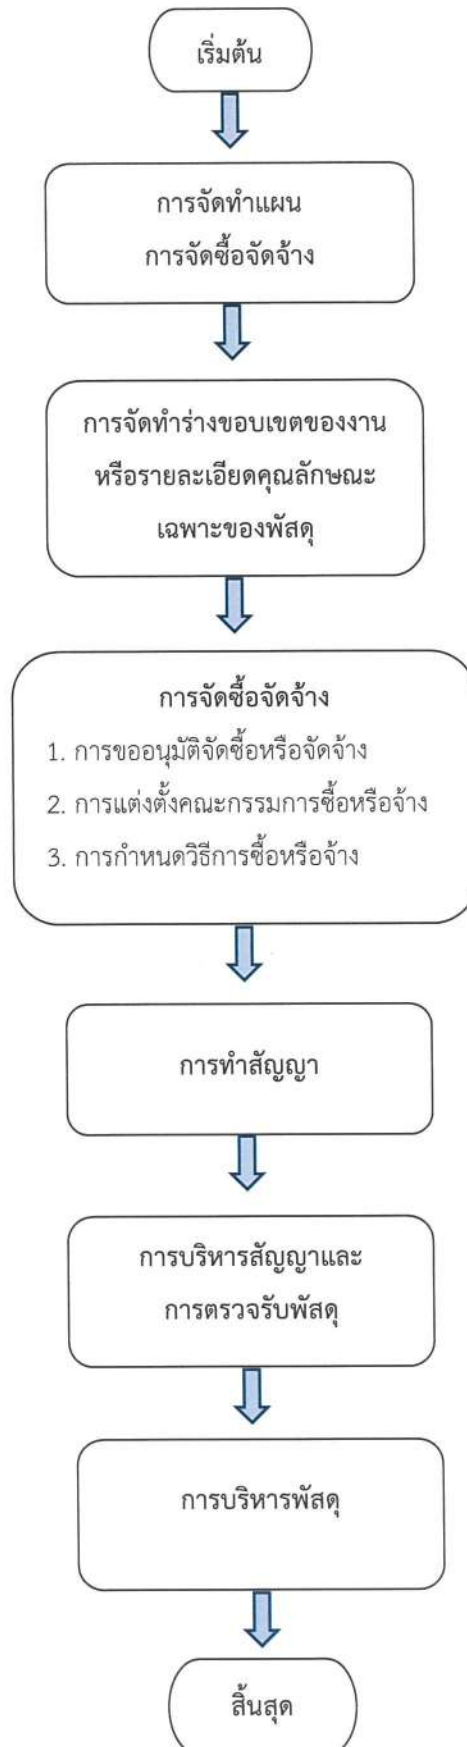 เริ่มต้น
การจัดทำแผน
การจัดซื้อจัดจ้าง
การจัดทำร่างขอบเขตของงาน
หรือรายละเอียดคุณลักษณะ
เฉพาะของพัสดุ
การจัดซื้อจัดจ้าง
1. การขออนุมัติจัดซื้อหรือจัดจ้าง
2. การแต่งตั้งคณะกรรมการซื้อหรือจ้าง
3. การกำหนดวิธีการซื้อหรือจ้าง
การทำสัญญา
การบริหารสัญญาและ
การตรวจรับพัสดุ
การบริหารพัสดุ
สิ้นสุด